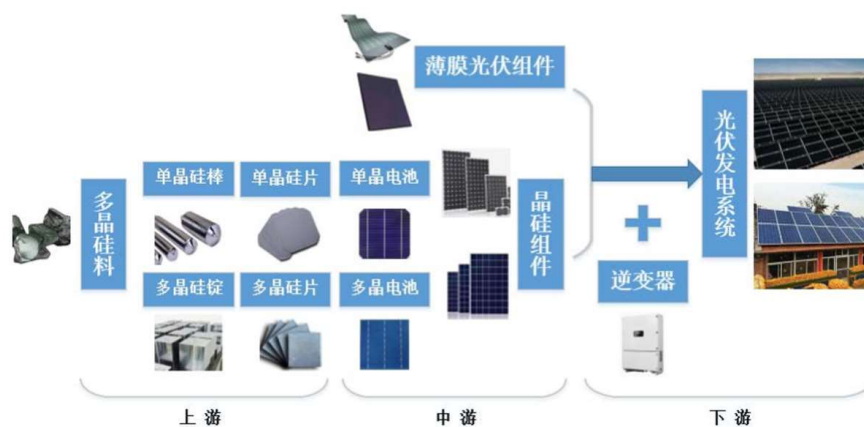 薄膜光伏组件
多晶硅料
单晶硅棒
单晶硅片
单晶电池
多晶硅锭
多晶硅片
多晶电池
晶硅组件
逆变器
光伏发电系统
上游
中游
下游